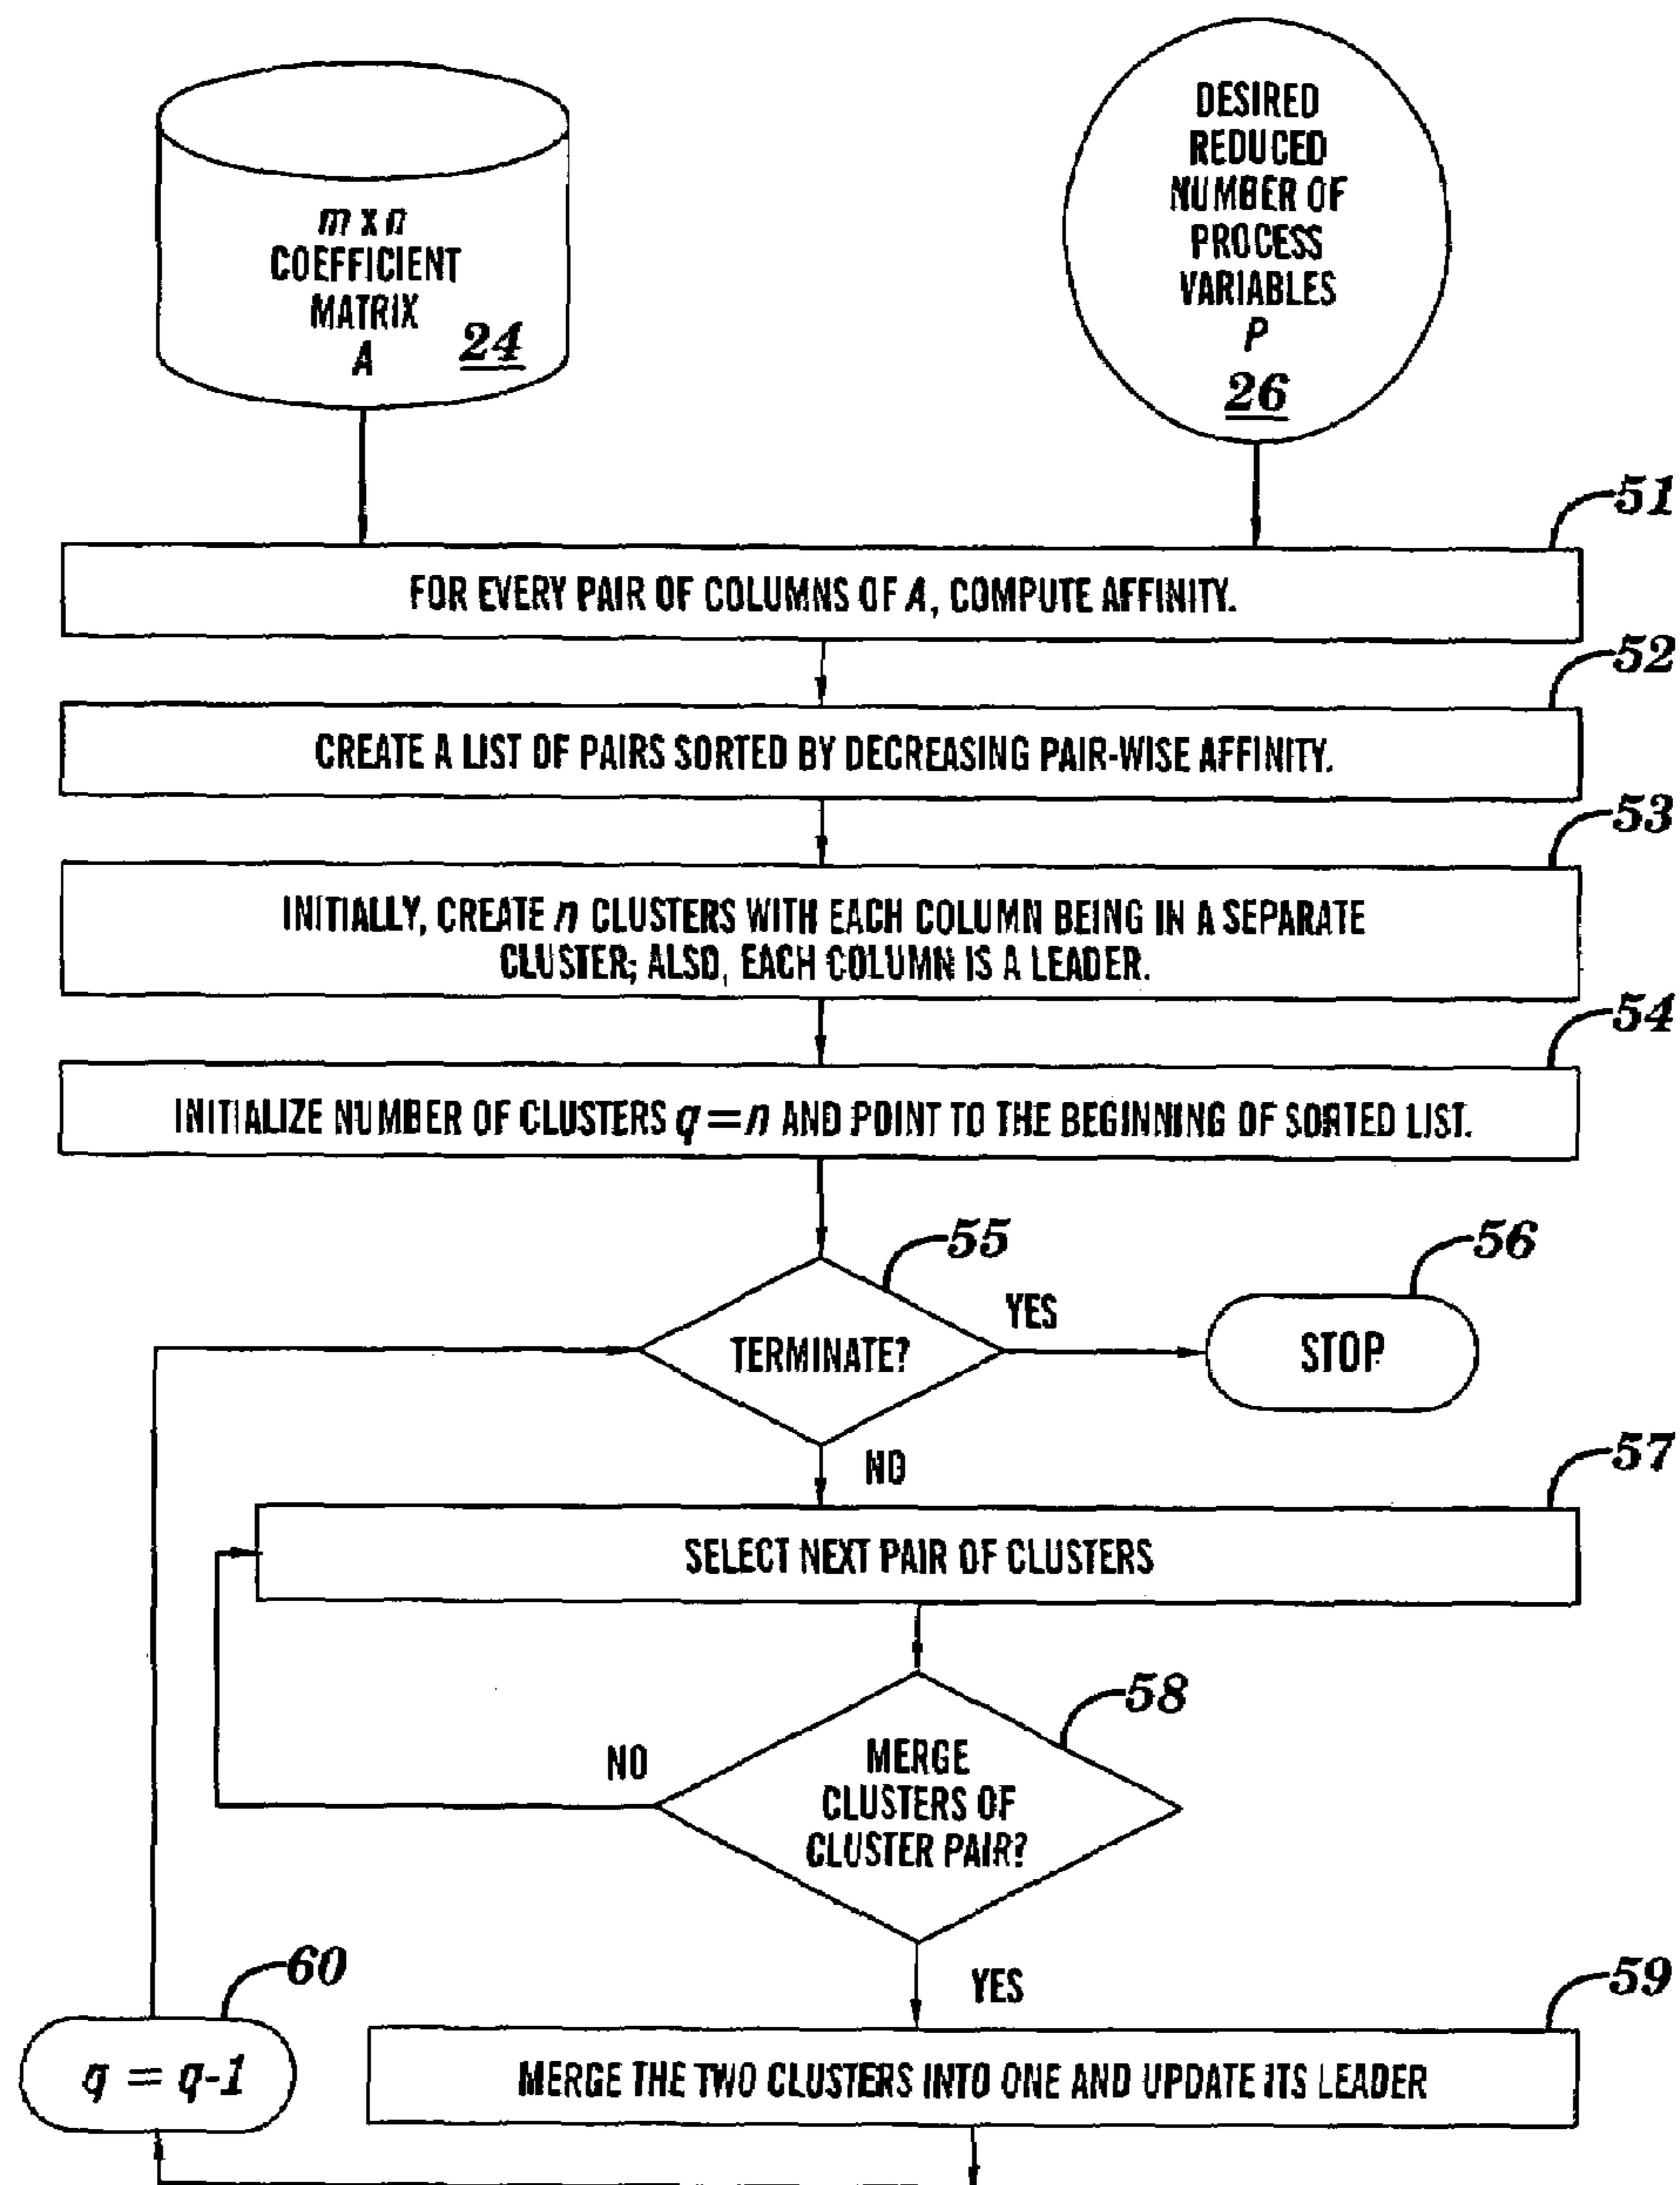 m x n
COEFFICIENT
MATRIX
A
24
DESIRED
REDUCED
NUMBER OF
PROCESS
VARIABLES
P
26
51
FOR EVERY PAIR OF COLUMNS OF A, COMPUTE AFFINITY.
52
CREATE A LIST OF PAIRS SORTED BY DECREASING PAIR-WISE AFFINITY.
53
INITIALLY, CREATE n CLUSTERS WITH EACH COLUMN BEING IN A SEPARATE
CLUSTER; ALSO, EACH COLUMN IS A LEADER.
54
INITIALIZE NUMBER OF CLUSTERS q = n AND POINT TO THE BEGINNING OF SORTED LIST.
55
56
YES
TERMINATE?
STOP
NO
57
SELECT NEXT PAIR OF CLUSTERS
58
NO
MERGE
CLUSTERS OF
CLUSTER PAIR?
YES
60
59
q = q-1
MERGE THE TWO CLUSTERS INTO ONE AND UPDATE ITS LEADER